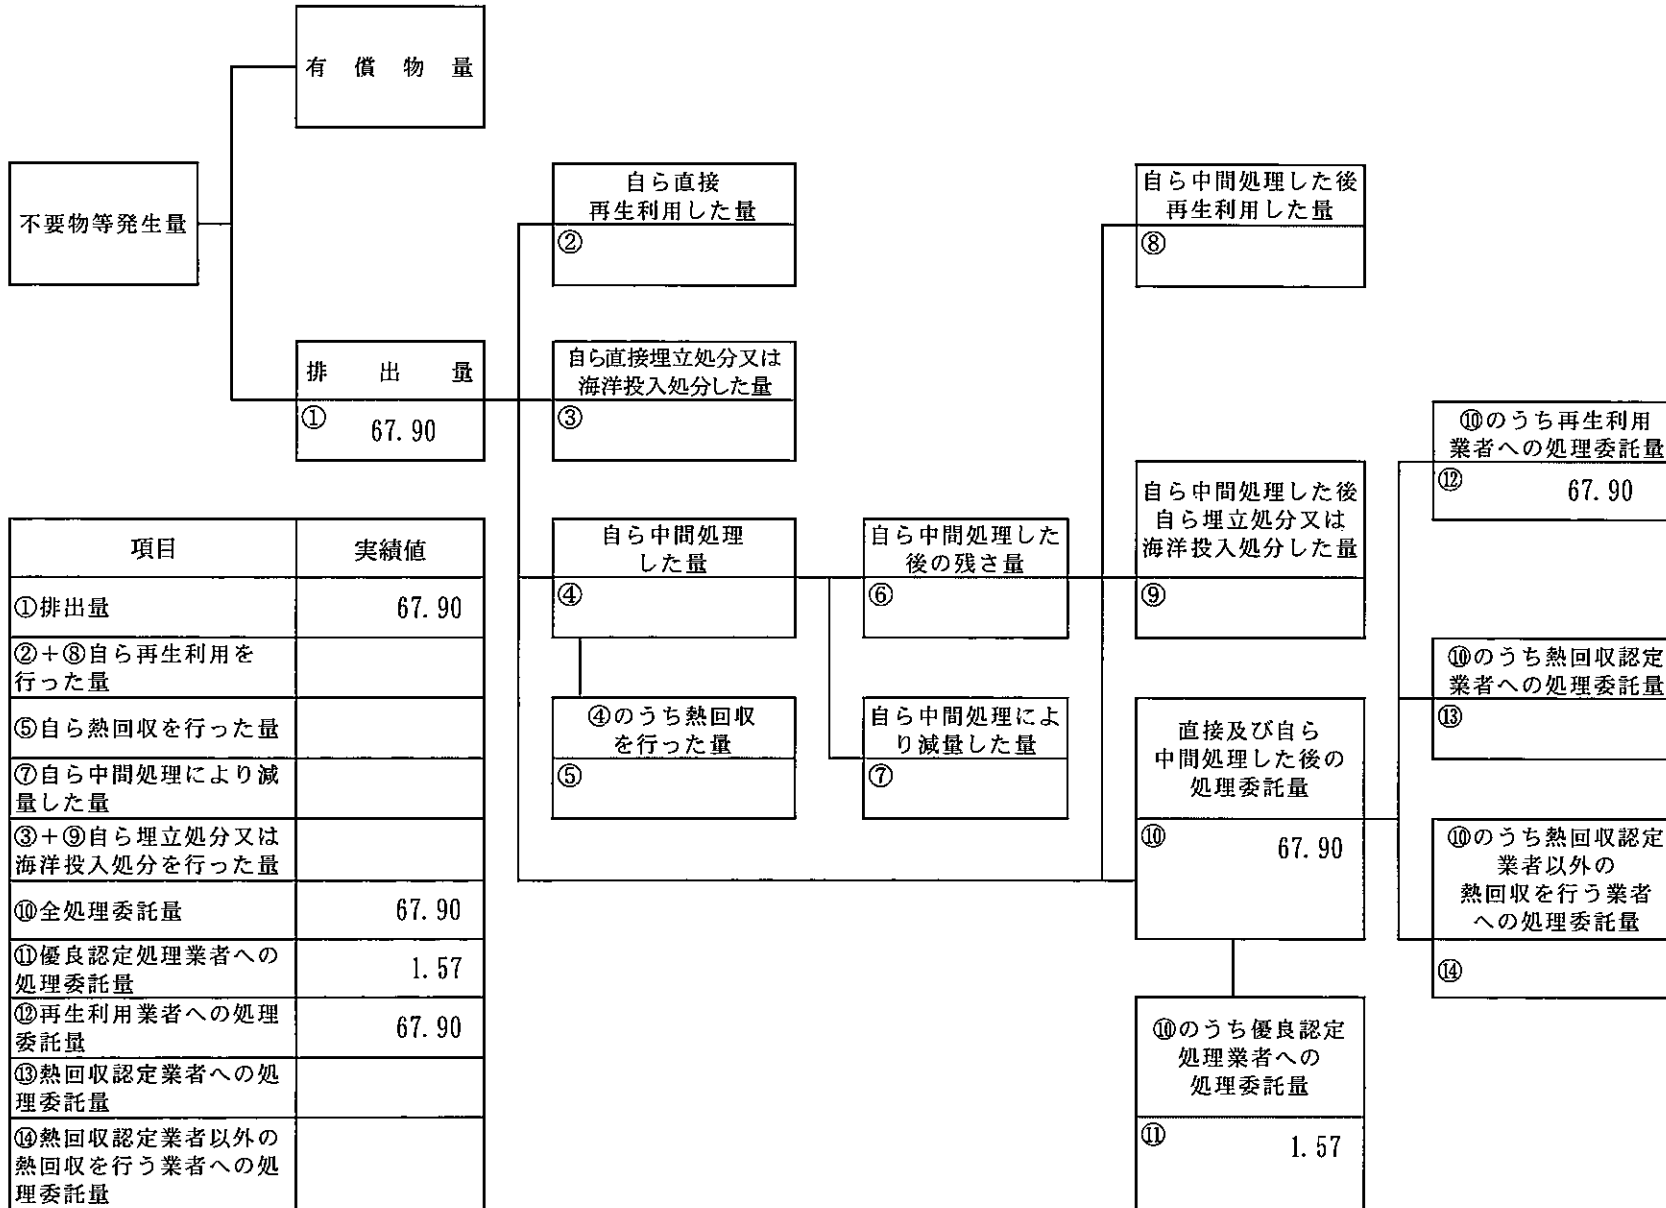 有償物量
不要物等発生量
排出量
①
67.90
自ら直接
再生利用した量
②
自ら直接埋立処分又は
海洋投入処分した量
③
自ら中間処理
した量
④
④のうち熱回収
を行った量
⑤
自ら中間処理した
後の残さ量
⑥
自ら中間処理によ
り減量した量
⑦
自ら中間処理した後
再生利用した量
⑧
自ら中間処理した後
自ら埋立処分又は
海洋投入処分した量
⑨
直接及び自ら
中間処理した後の
処理委託量
⑩
67.90
⑩のうち優良認定
処理業者への
処理委託量
⑪
1.57
⑩のうち再生利用
業者への処理委託量
⑫
67.90
⑩のうち熱回収認定
業者への処理委託量
⑬
⑩のうち熱回収認定
業者以外の
熱回収を行う業者
への処理委託量
⑭
項目 実績値
①排出量 67.90
②+⑧自ら再生利用を
行った量
⑤自ら熱回収を行った量
⑦自ら中間処理により減
量した量
③+⑨自ら埋立処分又は
海洋投入処分を行った量
⑩全処理委託量 67.90
⑪優良認定処理業者への
処理委託量 1.57
⑫再生利用業者への処理
委託量 67.90
⑬熱回収認定業者への処
理委託量
⑭熱回収認定業者以外の
熱回収を行う業者への処
理委託量